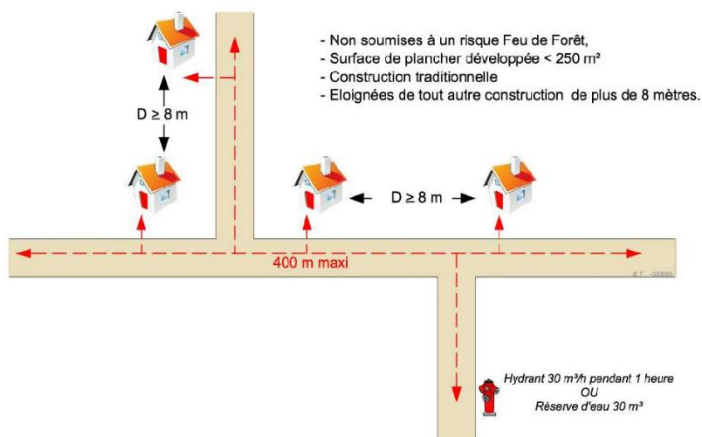 - Non soumises à un risque Feu de Forêt,
- Surface de plancher développée < 250 m²
- Construction traditionnelle
- Eloignées de tout autre construction de plus de 8 mètres.
D ≥ 8 m
D ≥ 8 m
400 m maxi
Hydrant 30 m³/h pendant 1 heure
OU
Réserve d'eau 30 m³